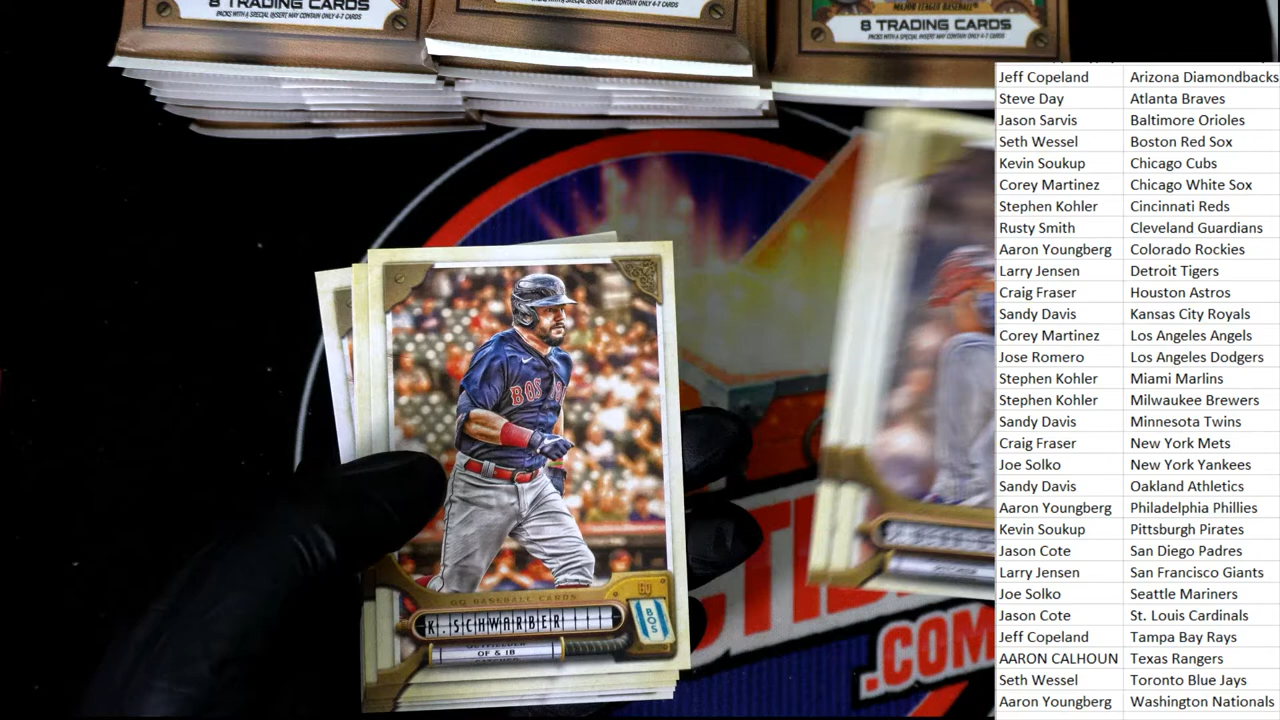 8 TRADING CARDS
PACKS WITH A SPECIAL INSERT MAY CONTAIN ONLY 4-7 CARDS
MAJOR LEAGUE BASEBALL
8 TRADING CARDS
PACKS WITH A SPECIAL INSERT MAY CONTAIN ONLY 4-7 CARDS
BOS
GQ BASEBALL CARDS
GQ
K. SCHWARBER
BOS
OF & 1B
.COM
Jeff Copeland Arizona Diamondbacks
Steve Day Atlanta Braves
Jason Sarvis Baltimore Orioles
Seth Wessel Boston Red Sox
Kevin Soukup Chicago Cubs
Corey Martinez Chicago White Sox
Stephen Kohler Cincinnati Reds
Rusty Smith Cleveland Guardians
Aaron Youngberg Colorado Rockies
Larry Jensen Detroit Tigers
Craig Fraser Houston Astros
Sandy Davis Kansas City Royals
Corey Martinez Los Angeles Angels
Jose Romero Los Angeles Dodgers
Stephen Kohler Miami Marlins
Stephen Kohler Milwaukee Brewers
Sandy Davis Minnesota Twins
Craig Fraser New York Mets
Joe Solko New York Yankees
Sandy Davis Oakland Athletics
Aaron Youngberg Philadelphia Phillies
Kevin Soukup Pittsburgh Pirates
Jason Cote San Diego Padres
Larry Jensen San Francisco Giants
Joe Solko Seattle Mariners
Jason Cote St. Louis Cardinals
Jeff Copeland Tampa Bay Rays
AARON CALHOUN Texas Rangers
Seth Wessel Toronto Blue Jays
Aaron Youngberg Washington Nationals